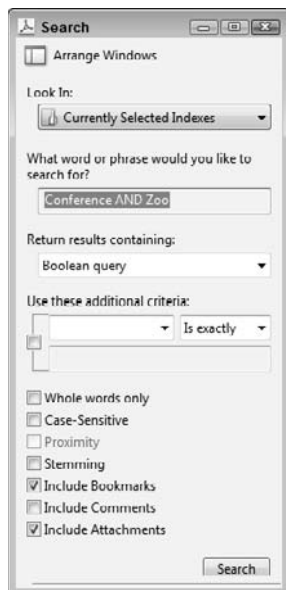 Search
Arrange Windows
Look In:
Currently Selected Indexes
What word or phrase would you like to
search for?
Conference AND Zoo
Return results containing:
Boolean query
Use these additional criteria:
Is exactly
Whole words only
Case-Sensitive
Proximity
Stemming
Include Bookmarks
Include Comments
Include Attachments
Search